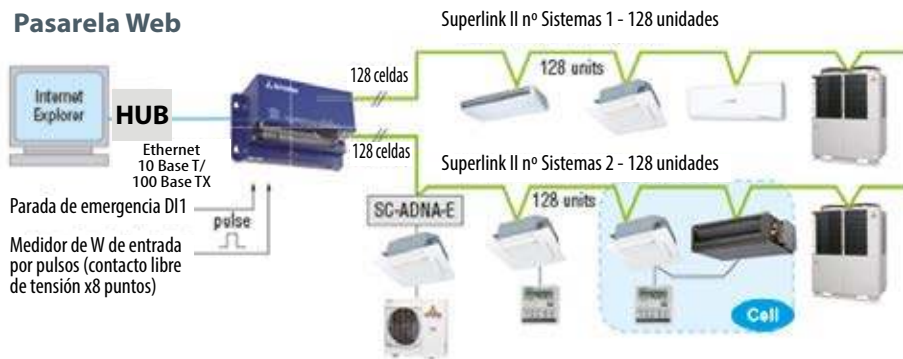 Pasarela Web
Superlink II nº Sistemas 1 - 128 unidades
128 celdas
128 units
Internet
Explorer
HUB
Ethernet
10 Base T/
100 Base TX
128 celdas
Superlink II nº Sistemas 2 - 128 unidades
Parada de emergencia DI1
pulse
SC-ADNA-E
128 units
Medidor de W de entrada
por pulsos (contacto libre
de tensión x8 puntos)
Cell